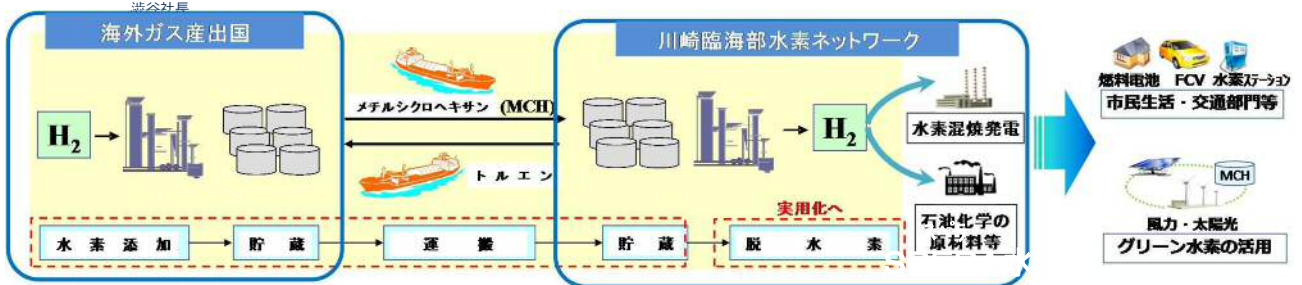 澁谷社長
海外ガス産出国
川崎臨海部水素ネットワーク
H2
メチルシクロヘキサン (MCH)
トルエン
H2
水素混焼発電
石油化学の
原材料等
燃料電池 FCV 水素ステーション
市民生活・交通部門等
MCH
風力・太陽光
グリーン水素の活用
実用化へ
水素添加
貯蔵
運搬
貯蔵
脱水素